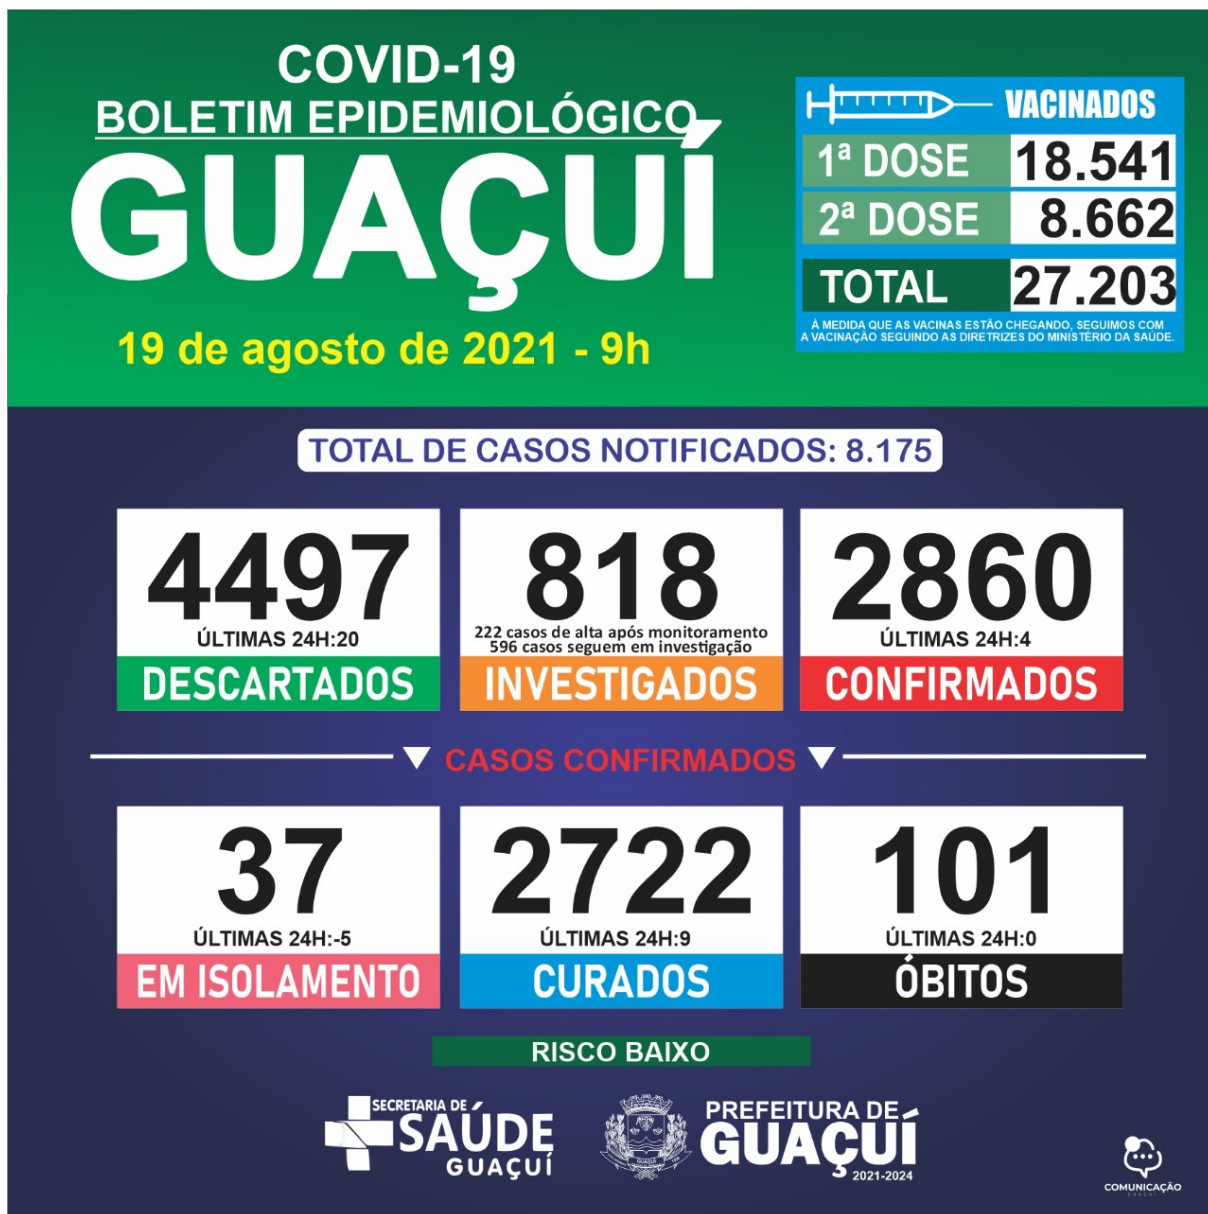 COVID-19
BOLETIM EPIDEMIOLÓGICO
GUAÇUÍ
19 de agosto de 2021 - 9h
VACINADOS
1ª DOSE 18.541
2ª DOSE 8.662
TOTAL 27.203
À MEDIDA QUE AS VACINAS ESTÃO CHEGANDO, SEGUIMOS COM
A VACINAÇÃO SEGUINDO AS DIRETRIZES DO MINISTÉRIO DA SAÚDE.
TOTAL DE CASOS NOTIFICADOS: 8.175
4497
ÚLTIMAS 24H:20
DESCARTADOS
818
222 casos de alta após monitoramento
596 casos seguem em investigação
INVESTIGADOS
2860
ÚLTIMAS 24H:4
CONFIRMADOS
CASOS CONFIRMADOS
37
ÚLTIMAS 24H:-5
EM ISOLAMENTO
2722
ÚLTIMAS 24H:9
CURADOS
101
ÚLTIMAS 24H:0
ÓBITOS
RISCO BAIXO
SECRETARIA DE
SAÚDE
GUAÇUÍ
PREFEITURA DE
GUAÇUÍ
2021-2024
COMUNICAÇÃO
GUAÇUÍ